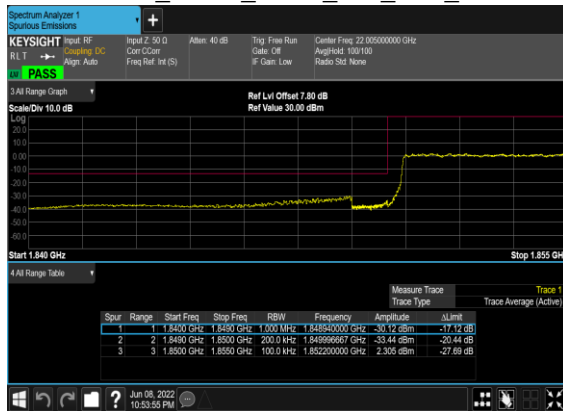 Spectrum Analyzer 1
Spurious Emissions
KEYSIGHT Input: RF Input Z: 50 Ω Atten: 40 dB Trig: Free Run Center Freq: 22.005000000 GHz
RLT Coupling: DC Corr CCorr Gate: Off Avg|Hold: 100/100
Align: Auto Freq Ref: Int (S) IF Gain: Low Radio Std: None
PASS
3 All Range Graph
Ref Lvl Offset 7.80 dB
Scale/Div 10.0 dB Ref Value 30.00 dBm
Log
20.0
10.0
0.00
-10.0
-20.0
-30.0
-40.0
-50.0
-60.0
Start 1.840 GHz Stop 1.855 GH
4 All Range Table
Measure Trace Trace 1
Trace Type Trace Average (Active)
Spur Range Start Freq Stop Freq RBW Frequency Amplitude ΔLimit
1 1 1.8400 GHz 1.8490 GHz 1.000 MHz 1.848940000 GHz -30.12 dBm -17.12 dB
2 2 1.8490 GHz 1.8500 GHz 200.0 kHz 1.849996667 GHz -33.44 dBm -20.44 dB
3 3 1.8500 GHz 1.8550 GHz 100.0 kHz 1.852200000 GHz 2.305 dBm -27.69 dB
? Jun 08, 2022
10:53:55 PM